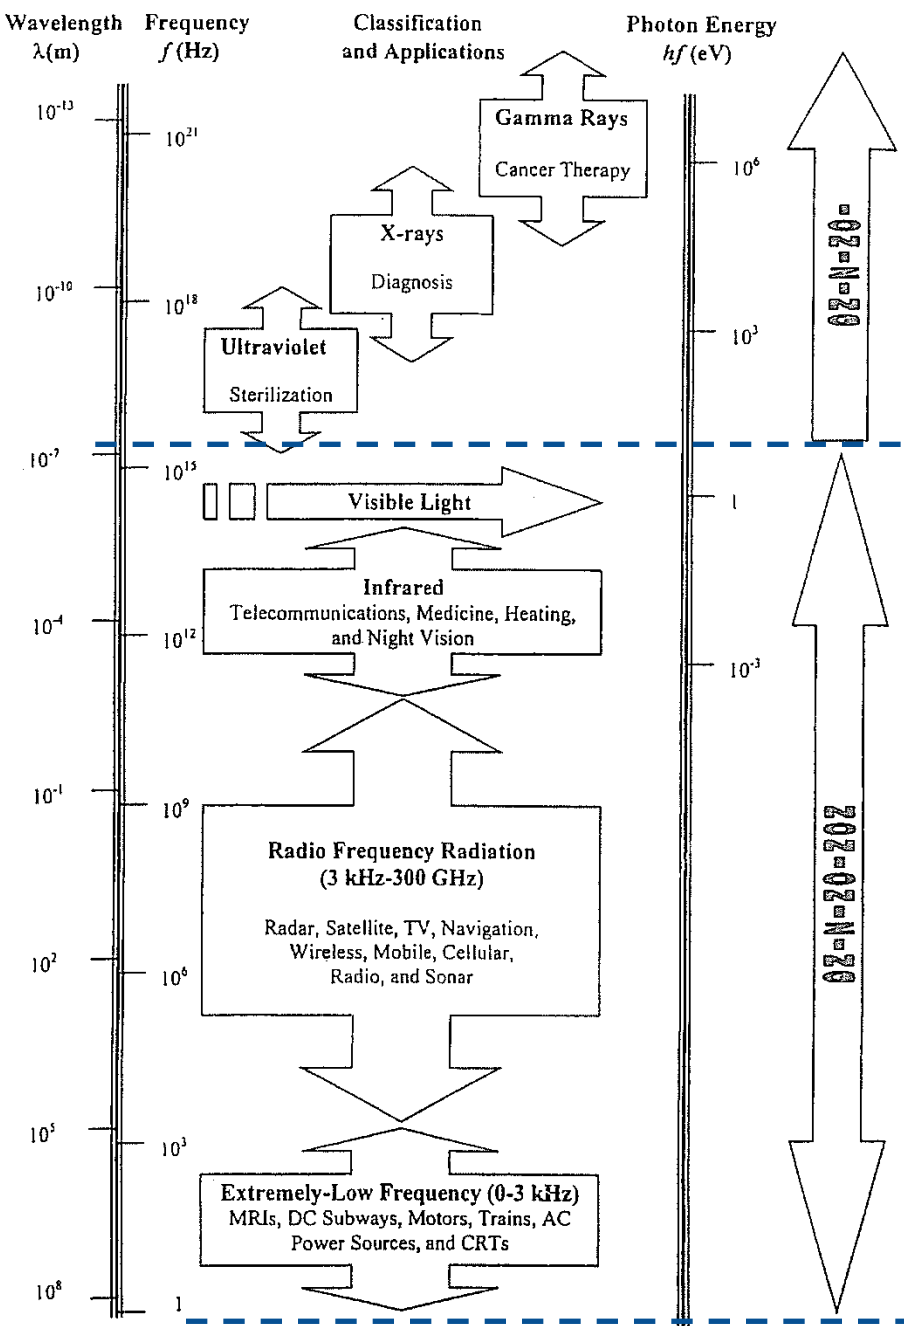 Wavelength Frequency Classification Photon Energy
λ(m) f (Hz) and Applications hf (eV)
10⁻¹³
10²¹
Gamma Rays
Cancer Therapy
10⁶
X-rays
Diagnosis
10⁻¹⁰
10¹⁸
10³
IONIZING
Ultraviolet
Sterilization
10⁻⁷
10¹⁵
Visible Light
1
Infrared
Telecommunications, Medicine, Heating,
and Night Vision
10⁻⁴
10¹²
10⁻³
10⁻¹
10⁹
Radio Frequency Radiation
(3 kHz-300 GHz)
Radar, Satellite, TV, Navigation,
Wireless, Mobile, Cellular,
Radio, and Sonar
NONIONIZING
10²
10⁶
10⁵
10³
Extremely-Low Frequency (0-3 kHz)
MRIs, DC Subways, Motors, Trains, AC
Power Sources, and CRTs
10⁸
1